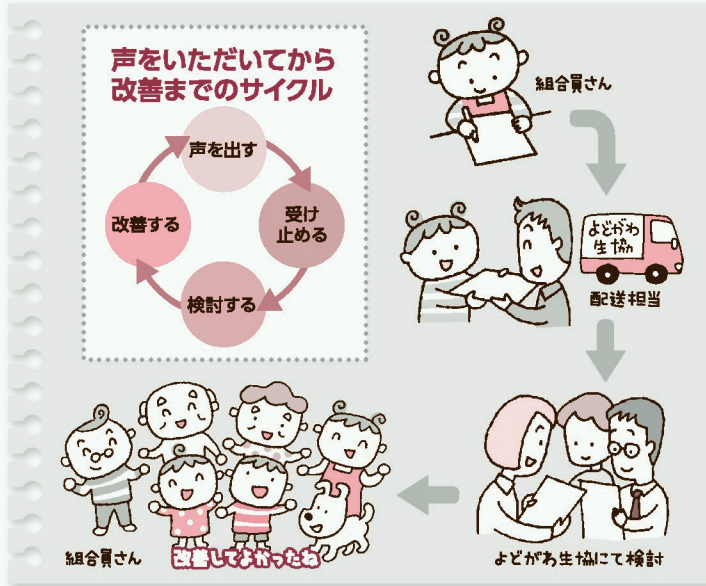 声をいただいてから
改善までのサイクル
声を出す
受け
止める
検討する
改善する
組合員さん
よどがわ
生協
配送担当
よどがわ生協にて検討
組合員さん
改善してよかったね